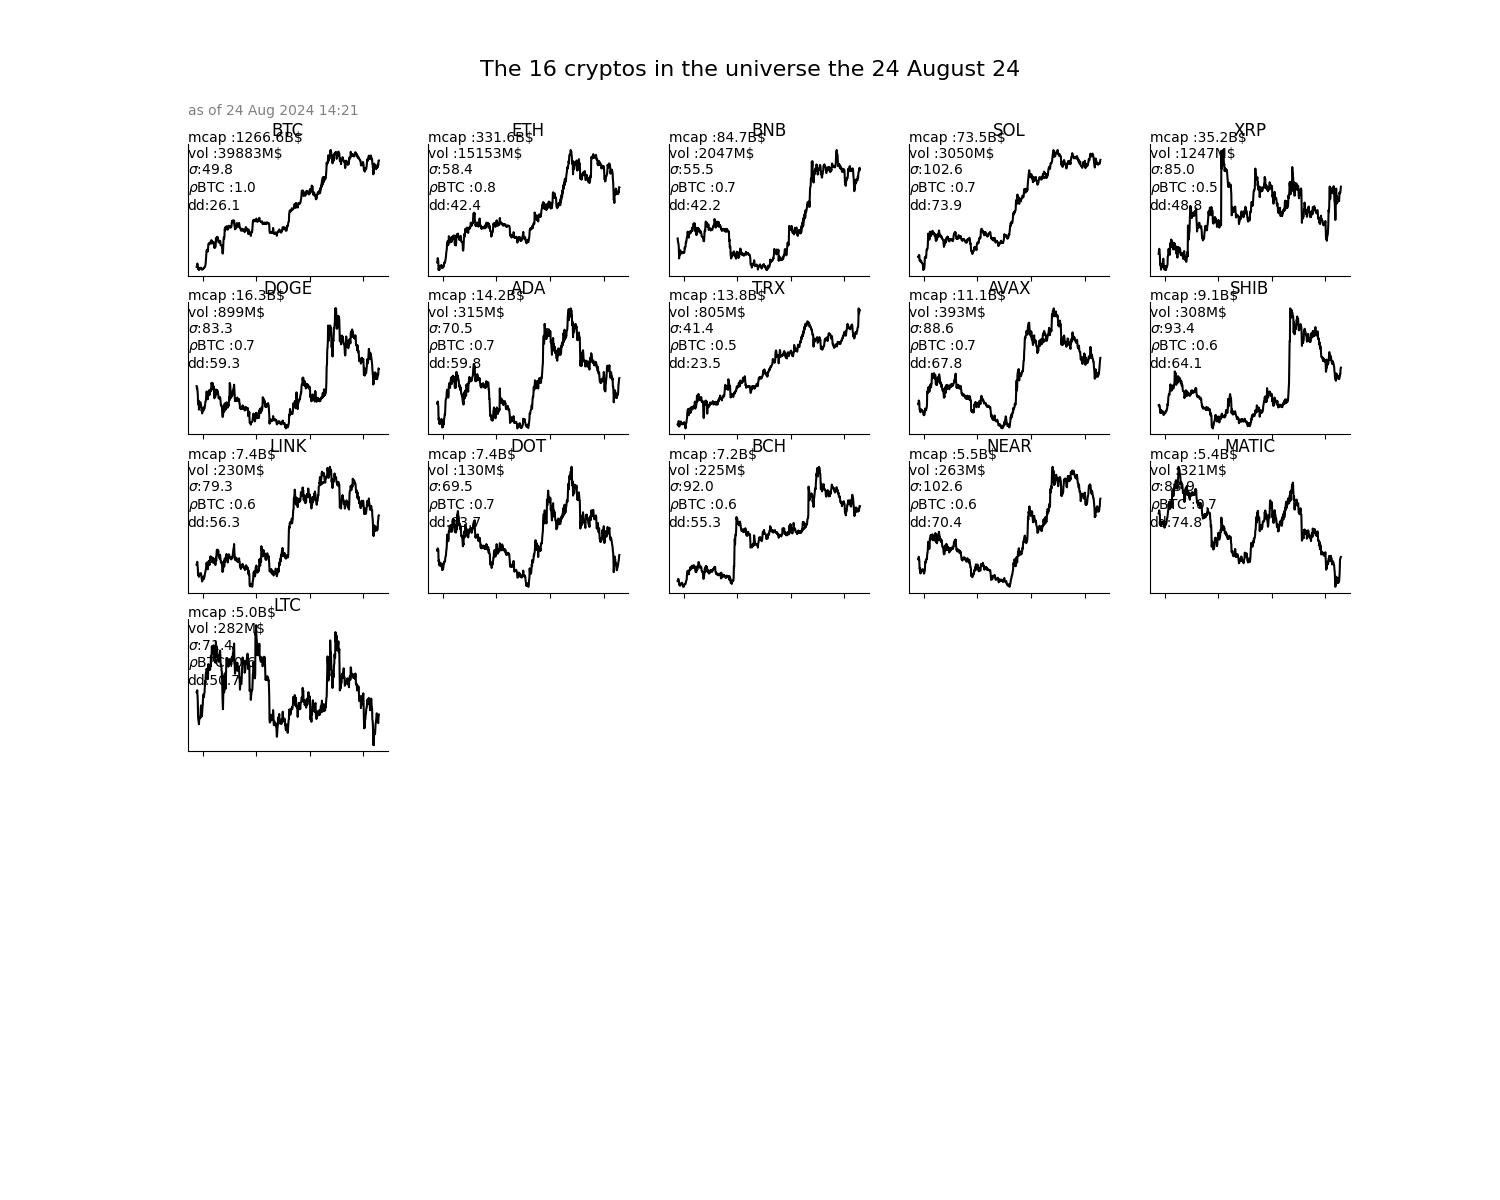 The 16 cryptos in the universe the 24 August 24
as of 24 Aug 2024 14:21
BTC
mcap :1266.6B$
vol :39883M$
σ:49.8
ρBTC :1.0
dd:26.1
ETH
mcap :331.6B$
vol :15153M$
σ:58.4
ρBTC :0.8
dd:42.4
BNB
mcap :84.7B$
vol :2047M$
σ:55.5
ρBTC :0.7
dd:42.2
SOL
mcap :73.5B$
vol :3050M$
σ:102.6
ρBTC :0.7
dd:73.9
XRP
mcap :35.2B$
vol :1247M$
σ:85.0
ρBTC :0.5
dd:48.8
DOGE
mcap :16.3B$
vol :899M$
σ:83.3
ρBTC :0.7
dd:59.3
ADA
mcap :14.2B$
vol :315M$
σ:70.5
ρBTC :0.7
dd:59.8
TRX
mcap :13.8B$
vol :805M$
σ:41.4
ρBTC :0.5
dd:23.5
AVAX
mcap :11.1B$
vol :393M$
σ:88.6
ρBTC :0.7
dd:67.8
SHIB
mcap :9.1B$
vol :308M$
σ:93.4
ρBTC :0.6
dd:64.1
LINK
mcap :7.4B$
vol :230M$
σ:79.3
ρBTC :0.6
dd:56.3
DOT
mcap :7.4B$
vol :130M$
σ:69.5
ρBTC :0.7
BCH
mcap :7.2B$
vol :225M$
σ:92.0
ρBTC :0.6
dd:55.3
NEAR
mcap :5.5B$
vol :263M$
σ:102.6
ρBTC :0.6
dd:70.4
MATIC
mcap :5.4B$
vol :321M$
ρBTC :0.7
dd:74.8
LTC
mcap :5.0B$
vol :282M$
ρBTC
dd:50.7